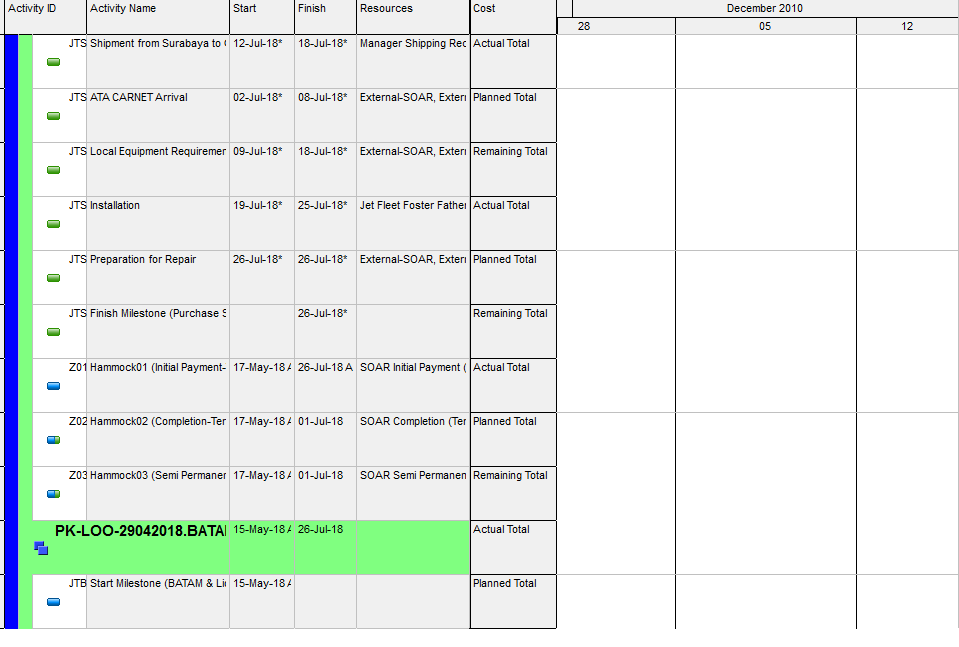 Activity ID Activity Name Start Finish Resources Cost December 2010
28 05 12
JTS Shipment from Surabaya to 12-Jul-18* 18-Jul-18* Manager Shipping Rec Actual Total
JTS ATA CARNET Arrival 02-Jul-18* 08-Jul-18* External-SOAR, Extern Planned Total
JTS Local Equipment Requiremen 09-Jul-18* 18-Jul-18* External-SOAR, Extern Remaining Total
JTS Installation 19-Jul-18* 25-Jul-18* Jet Fleet Foster Father Actual Total
JTS Preparation for Repair 26-Jul-18* 26-Jul-18* External-SOAR, Extern Planned Total
JTS Finish Milestone (Purchase S 26-Jul-18* Remaining Total
Z01 Hammock01 (Initial Payment- 17-May-18 A 26-Jul-18 A SOAR Initial Payment ( Actual Total
Z02 Hammock02 (Completion-Ter 17-May-18 A 01-Jul-18 SOAR Completion (Ter Planned Total
Z03 Hammock03 (Semi Permanen 17-May-18 A 01-Jul-18 SOAR Semi Permanen Remaining Total
PK-LOO-29042018.BATA 15-May-18 A 26-Jul-18 Actual Total
JTB Start Milestone (BATAM & Li 15-May-18 A Planned Total